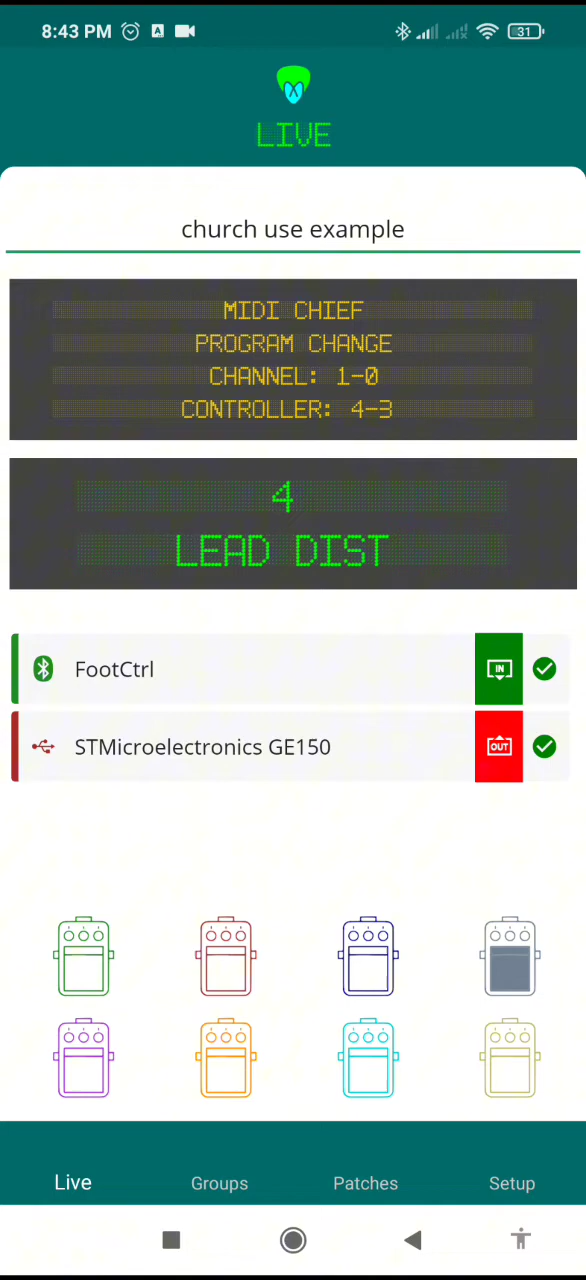 8:43 PM
31
LIVE
church use example
MIDI CHIEF
PROGRAM CHANGE
CHANNEL: 1-0
CONTROLLER: 4-3
4
LEAD DIST
FootCtrl IN
STMicroelectronics GE150 OUT
Live Groups Patches Setup